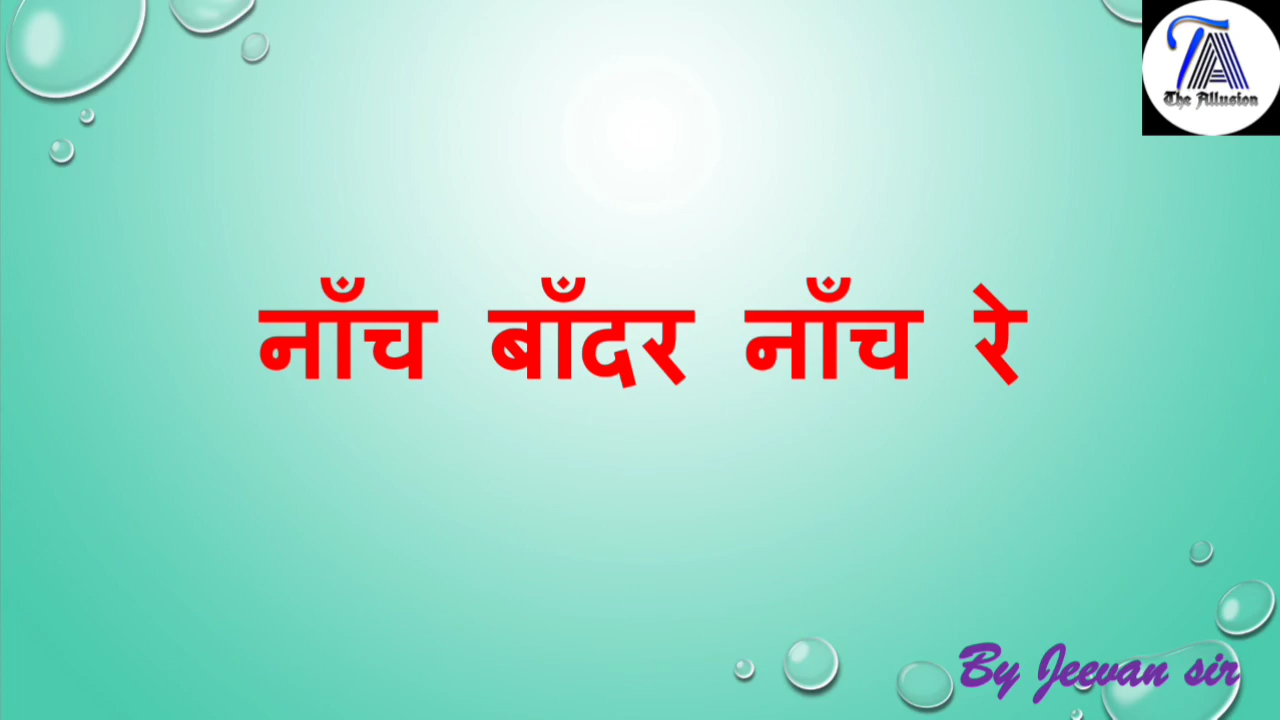 The Allusion
नाँच बाँदर नाँच रे
By Jeevan sir